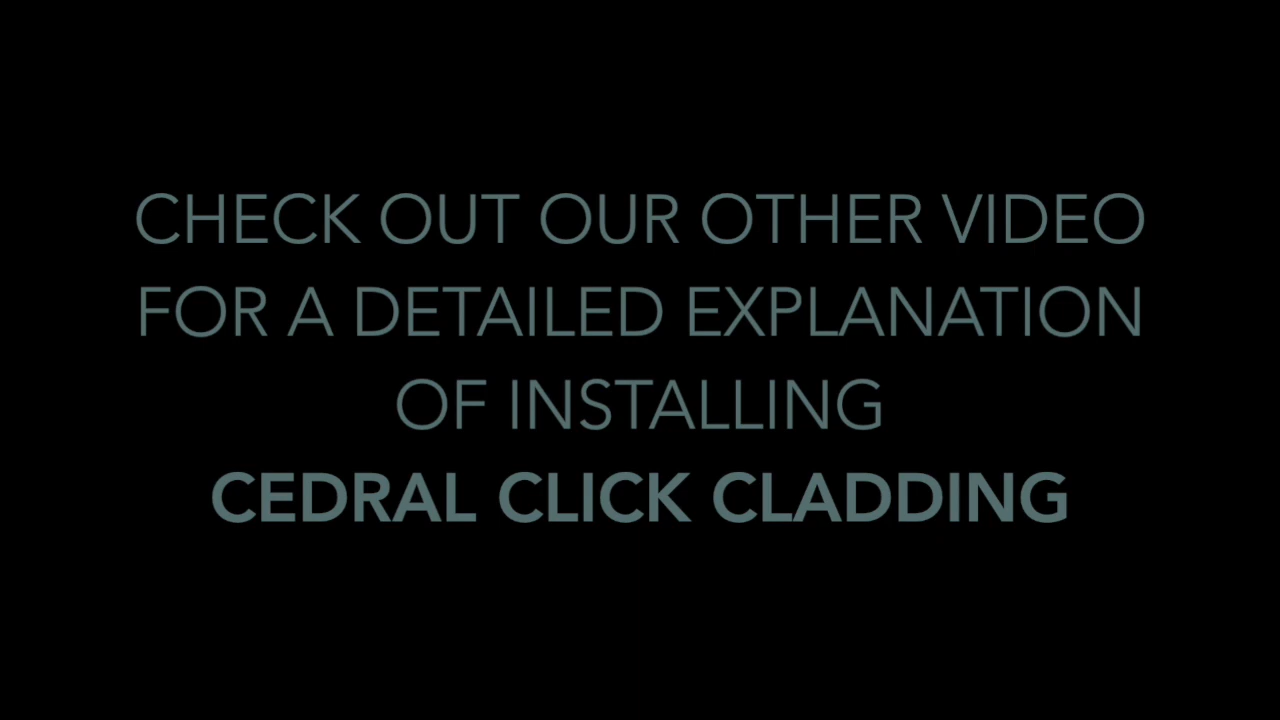 CHECK OUT OUR OTHER VIDEO
FOR A DETAILED EXPLANATION
OF INSTALLING
CEDRAL CLICK CLADDING